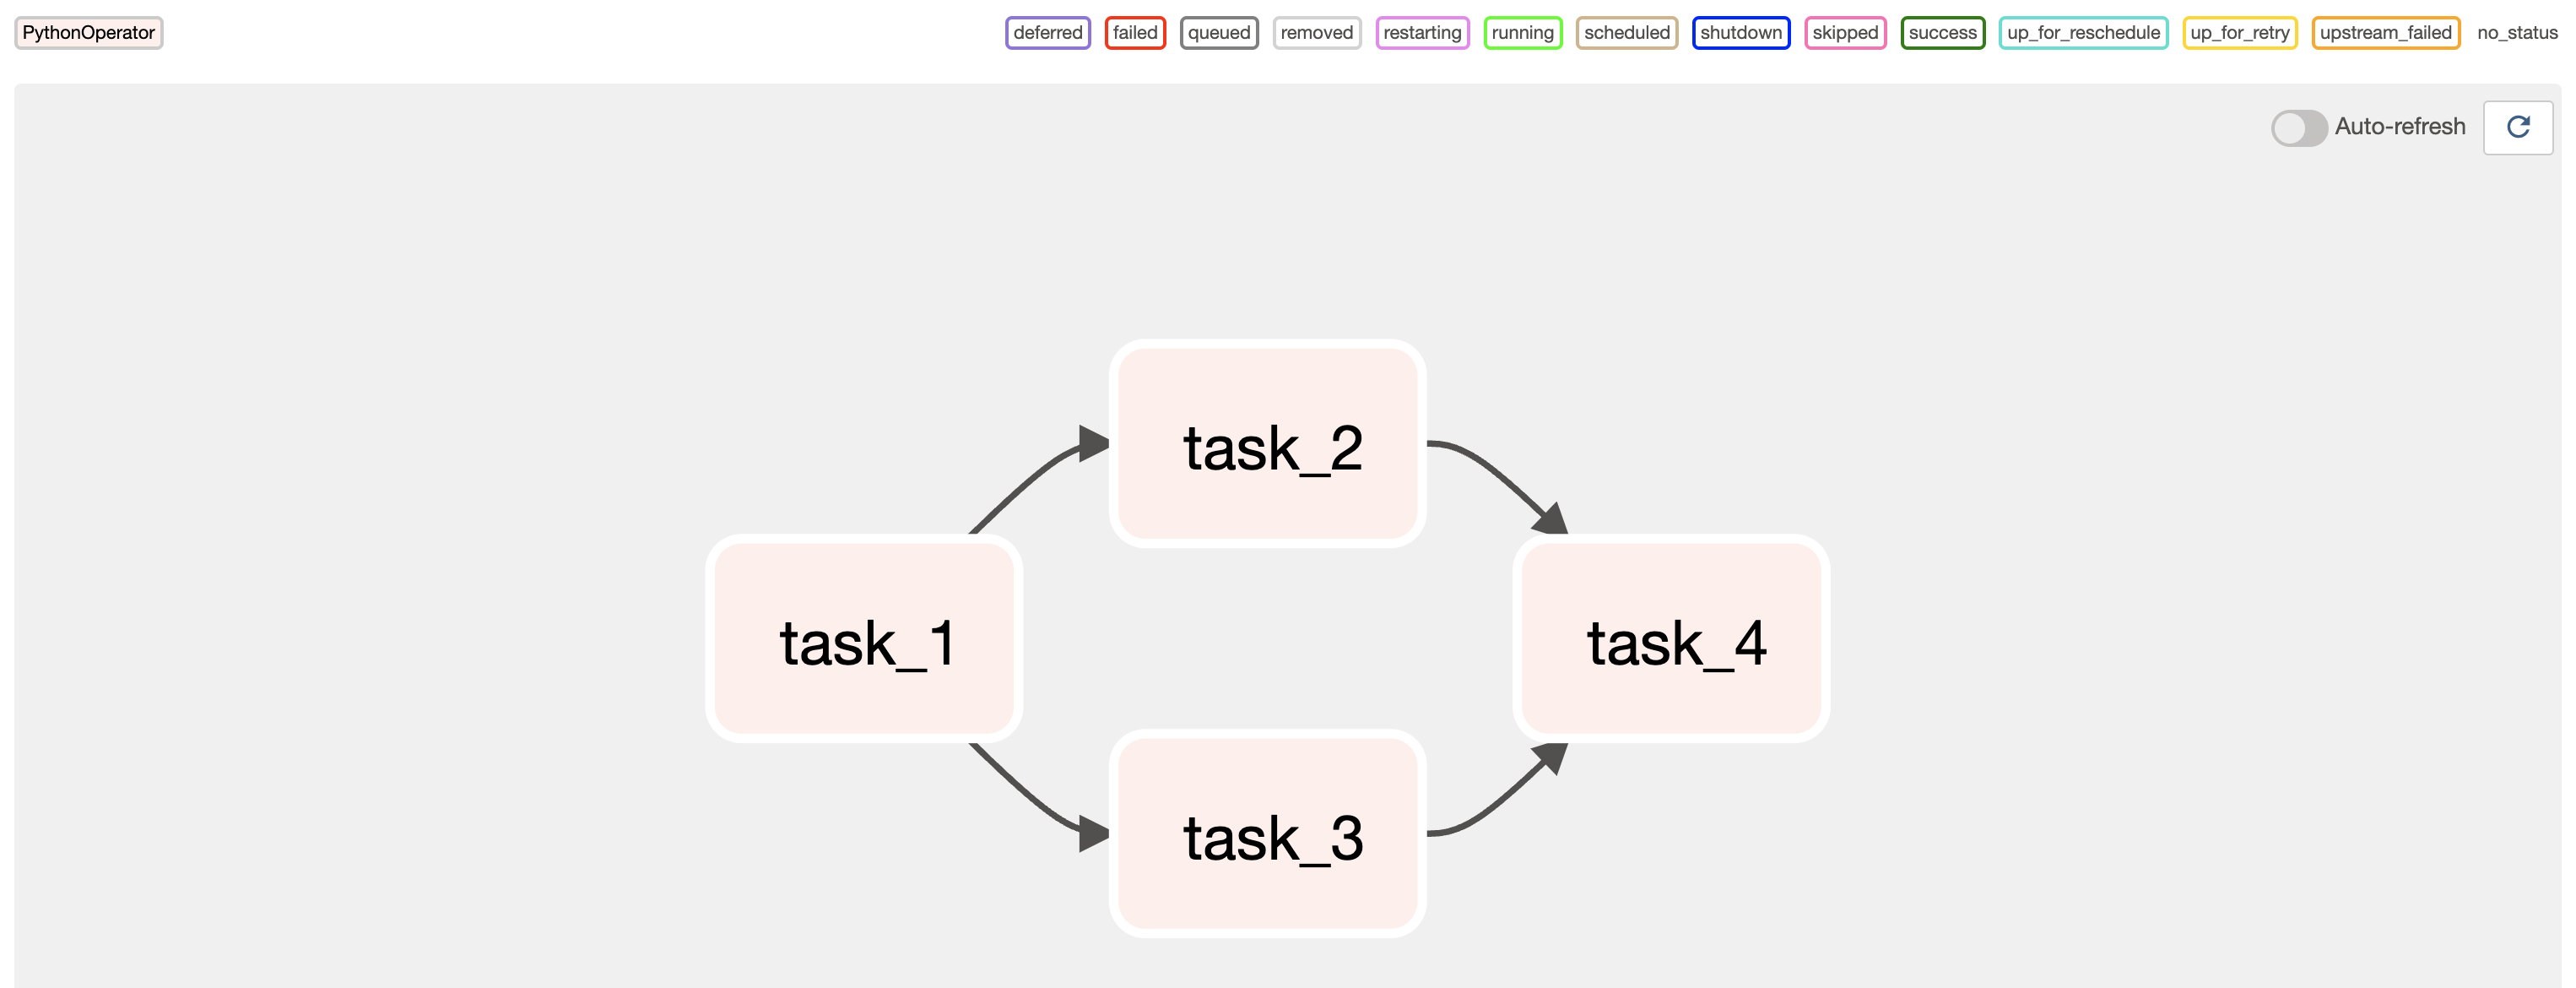 PythonOperator deferred failed queued removed restarting running scheduled shutdown skipped success up_for_reschedule up_for_retry upstream_failed no_status
Auto-refresh
task_2
task_1 task_4
task_3